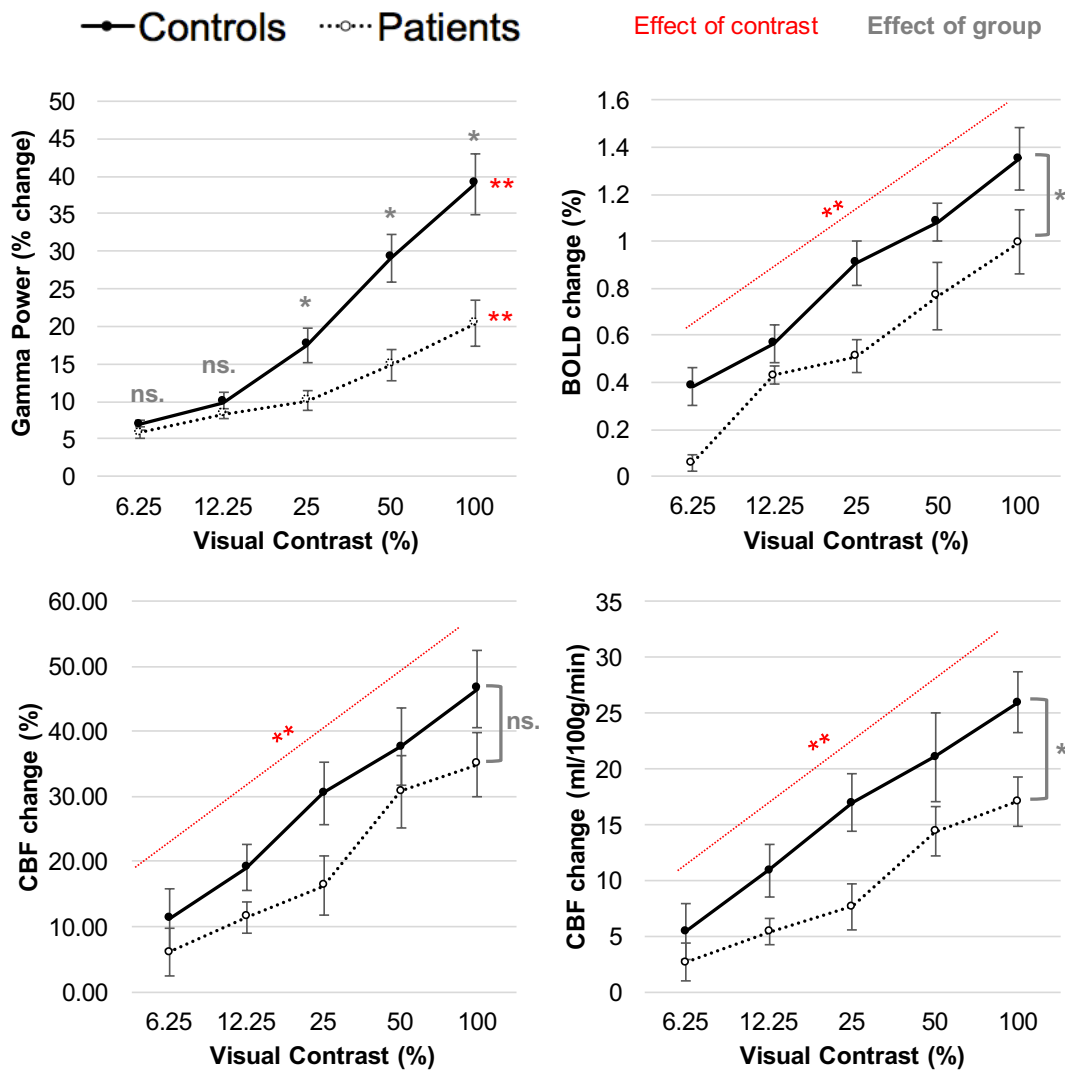 Controls Patients Effect of contrast Effect of group
Gamma Power (% change)
50
45
40
35
30
25
20
15
10
5
0
ns.
ns.
*
*
*
**
**
6.25 12.25 25 50 100
Visual Contrast (%)
BOLD change (%)
1.6
1.4
1.2
1
0.8
0.6
0.4
0.2
0
**
*
6.25 12.25 25 50 100
Visual Contrast (%)
CBF change (%)
60.00
50.00
40.00
30.00
20.00
10.00
0.00
**
ns.
6.25 12.25 25 50 100
Visual Contrast (%)
CBF change (ml/100g/min)
35
30
25
20
15
10
5
0
**
*
6.25 12.25 25 50 100
Visual Contrast (%)